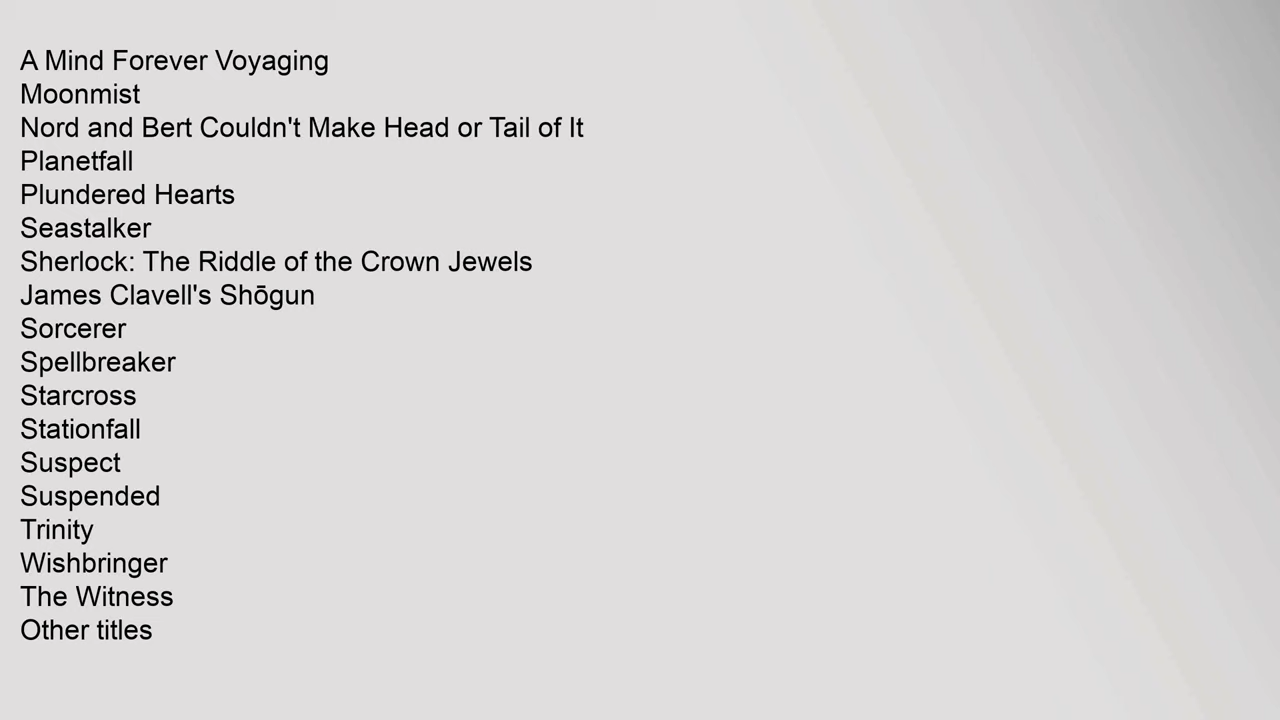 A Mind Forever Voyaging
Moonmist
Nord and Bert Couldn't Make Head or Tail of It
Planetfall
Plundered Hearts
Seastalker
Sherlock: The Riddle of the Crown Jewels
James Clavell's Shōgun
Sorcerer
Spellbreaker
Starcross
Stationfall
Suspect
Suspended
Trinity
Wishbringer
The Witness
Other titles